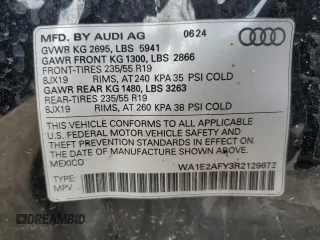 MFD. BY AUDI AG 0624
GVWR KG 2695, LBS 5941
GAWR FRONT KG 1300, LBS 2866
FRONT-TIRES 235/55 R19
8JX19 RIMS, AT 240 KPA 35 PSI COLD
GAWR REAR KG 1480, LBS 3263
REAR-TIRES 235/55 R19
8JX19 RIMS, AT 260 KPA 38 PSI COLD
THIS VEHICLE CONFORMS TO ALL APPLICABLE
U.S. FEDERAL MOTOR VEHICLE SAFETY AND
THEFT PREVENTION STANDARDS IN EFFECT ON
THE DATE OF MANUFACTURE SHOWN ABOVE.
MEXICO WA1E2AFY3R2129672
TYPE:
MPV
© DREAMBID